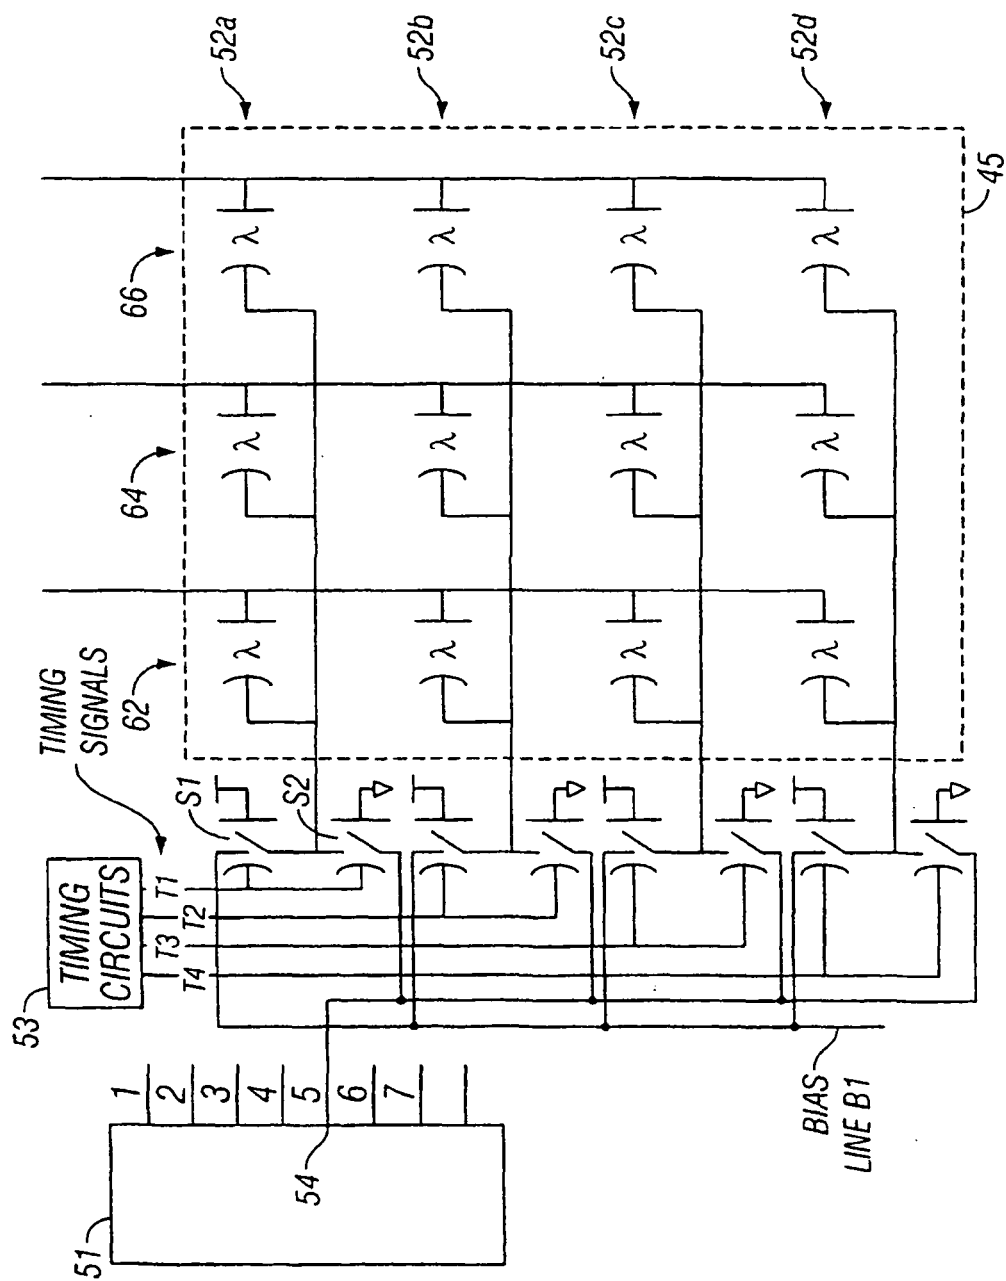 52a
52b
52c
52d
66
64
62
λ λ λ
λ λ λ
λ λ λ
λ λ λ
45
TIMING
SIGNALS
S1
S2
53
TIMING
CIRCUITS
T1
T2
T3
T4
51
1
2
3
4
5
6
7
54
BIAS
LINE B1